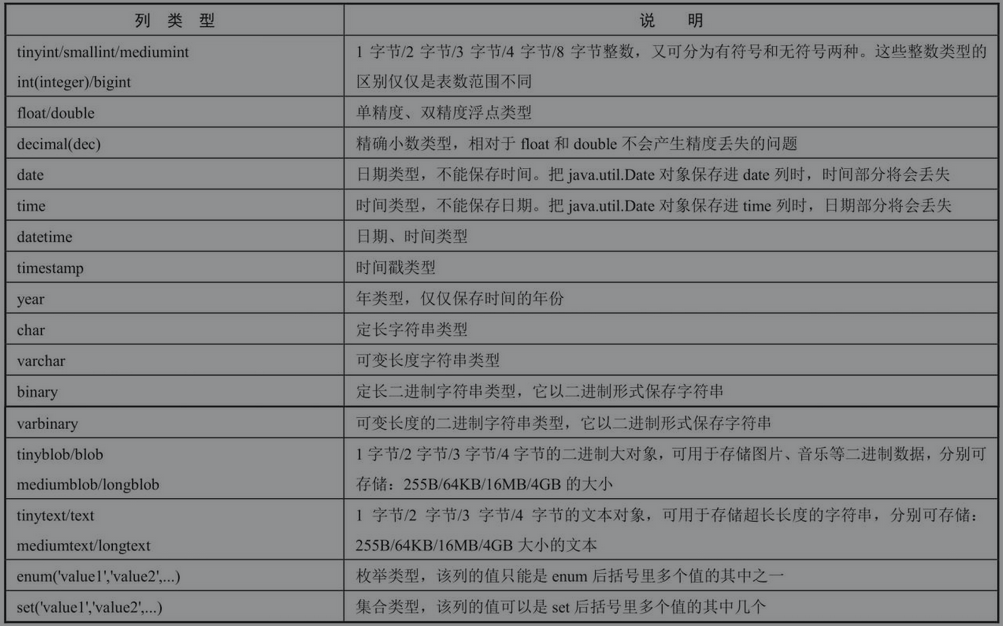 列 类 型 说 明
tinyint/smallint/mediumint
int(integer)/bigint
1 字节/2 字节/3 字节/4 字节/8 字节整数，又可分为有符号和无符号两种。这些整数类型的
区别仅仅是表数范围不同
float/double 单精度、双精度浮点类型
decimal(dec) 精确小数类型，相对于 float 和 double 不会产生精度丢失的问题
date 日期类型，不能保存时间。把 java.util.Date 对象保存进 date 列时，时间部分将会丢失
time 时间类型，不能保存日期。把 java.util.Date 对象保存进 time 列时，日期部分将会丢失
datetime 日期、时间类型
timestamp 时间戳类型
year 年类型，仅仅保存时间的年份
char 定长字符串类型
varchar 可变长度字符串类型
binary 定长二进制字符串类型，它以二进制形式保存字符串
varbinary 可变长度的二进制字符串类型，它以二进制形式保存字符串
tinyblob/blob
mediumblob/longblob
1 字节/2 字节/3 字节/4 字节的二进制大对象，可用于存储图片、音乐等二进制数据，分别可
存储：255B/64KB/16MB/4GB 的大小
tinytext/text
mediumtext/longtext
1 字节/2 字节/3 字节/4 字节的文本对象，可用于存储超长长度的字符串，分别可存储：
255B/64KB/16MB/4GB 大小的文本
enum('value1','value2',...) 枚举类型，该列的值只能是 enum 后括号里多个值的其中之一
set('value1','value2',...) 集合类型，该列的值可以是 set 后括号里多个值的其中几个